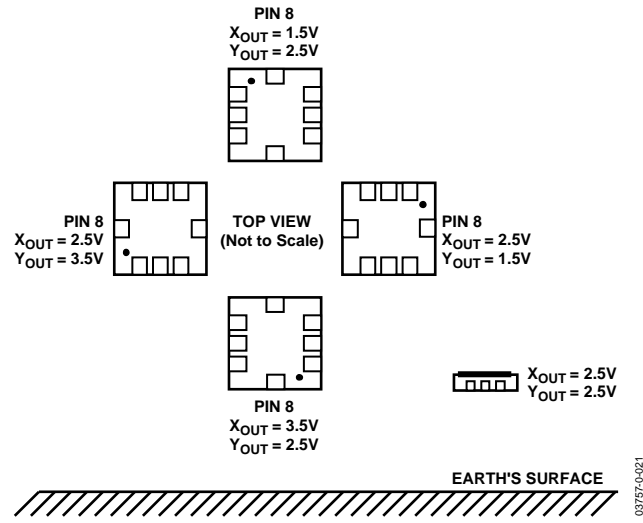 PIN 8
XOUT = 1.5V
YOUT = 2.5V
PIN 8
XOUT = 2.5V
YOUT = 3.5V
TOP VIEW
(Not to Scale)
PIN 8
XOUT = 2.5V
YOUT = 1.5V
XOUT = 2.5V
YOUT = 2.5V
PIN 8
XOUT = 3.5V
YOUT = 2.5V
EARTH'S SURFACE
03757-0-021